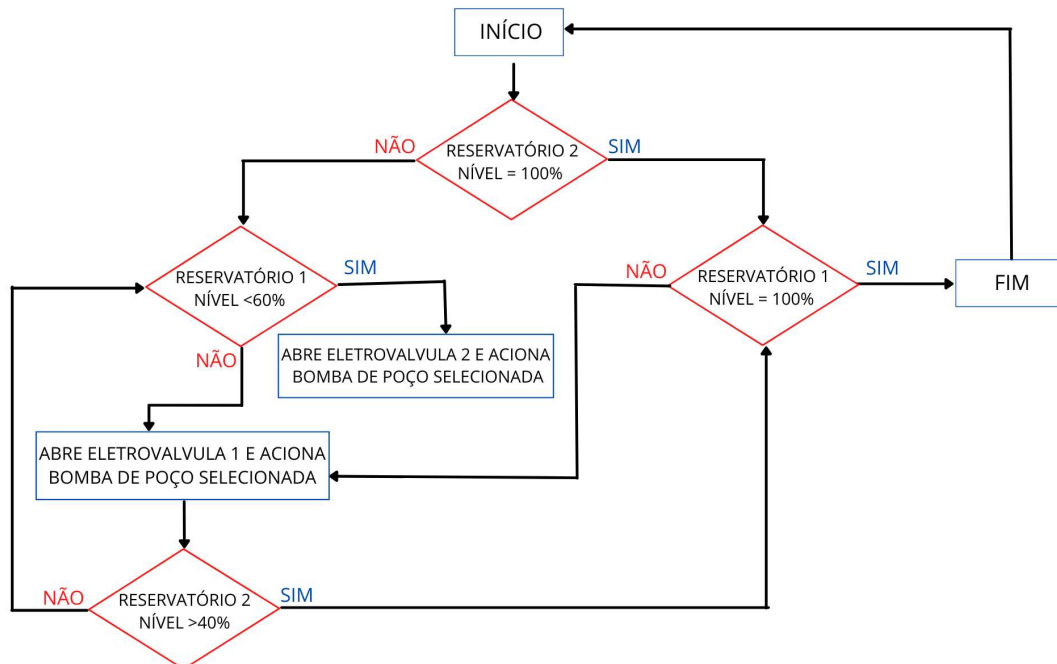 INÍCIO
NÃO
RESERVATÓRIO 2
NÍVEL = 100%
SIM
RESERVATÓRIO 1
NÍVEL <60%
SIM
NÃO
NÃO
RESERVATÓRIO 1
NÍVEL = 100%
SIM
FIM
ABRE ELETROVALVULA 2 E ACIONA
BOMBA DE POÇO SELECIONADA
ABRE ELETROVALVULA 1 E ACIONA
BOMBA DE POÇO SELECIONADA
NÃO
RESERVATÓRIO 2
NÍVEL >40%
SIM